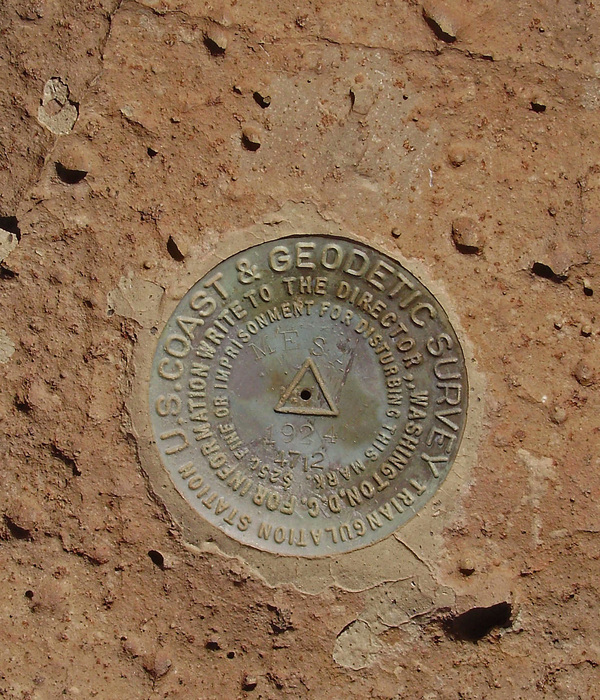 U.S. COAST & GEODETIC SURVEY
TRIANGULATION STATION
FOR INFORMATION WRITE TO THE DIRECTOR, WASHINGTON, D.C.
$250 FINE OR IMPRISONMENT FOR DISTURBING THIS MARK.
1924
4712